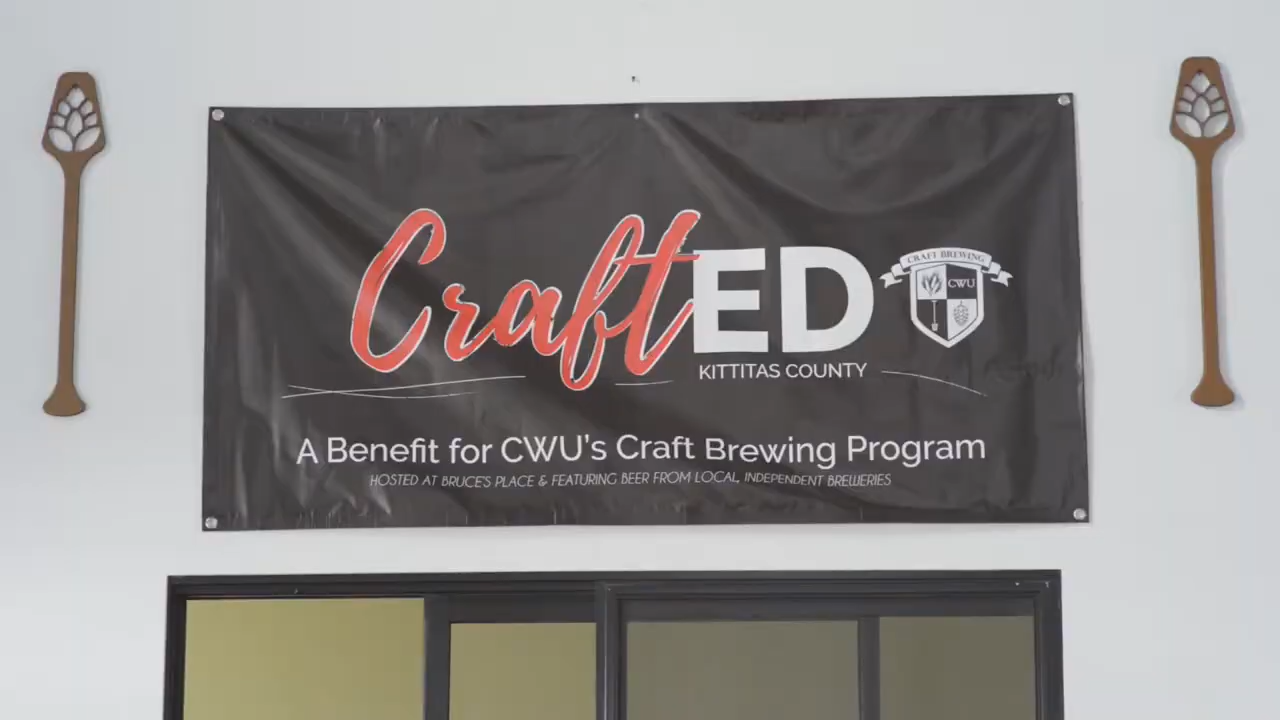 CraftED
CRAFT BREWING
CWU
KITTITAS COUNTY
A Benefit for CWU's Craft Brewing Program
HOSTED AT BRUCE'S PLACE & FEATURING BEER FROM LOCAL, INDEPENDENT BREWERIES